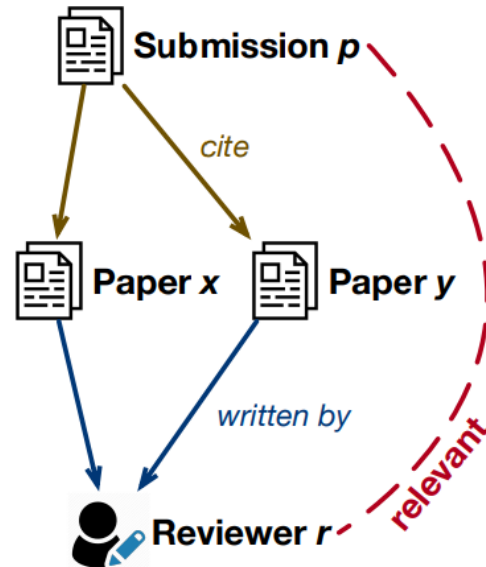 Submission p
cite
Paper x
Paper y
written by
relevant
Reviewer r